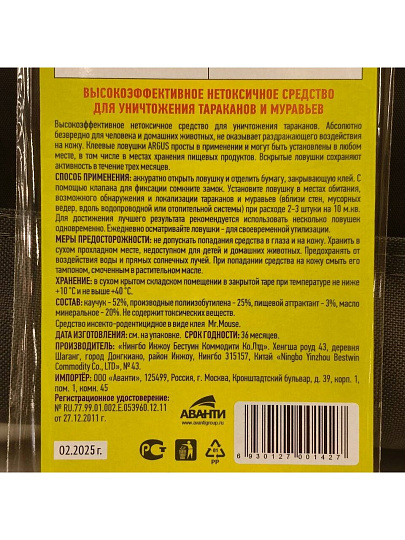 ВЫСОКОЭФФЕКТИВНОЕ НЕТОКСИЧНОЕ СРЕДСТВО
ДЛЯ УНИЧТОЖЕНИЯ ТАРАКАНОВ И МУРАВЬЕВ
Высокоэффективное нетоксичное средство для уничтожения тараканов. Абсолютно
безвредно для человека и домашних животных, не оказывает раздражающего воздействия
на кожу. Клеевые ловушки ARGUS просты в применении и могут быть установлены в любом
месте, в том числе в местах хранения пищевых продуктов. Вскрытые ловушки сохраняют
активность в течение трех месяцев.
СПОСОБ ПРИМЕНЕНИЯ: аккуратно открыть ловушку и отделить бумагу, закрывающую клей. С
помощью клапана для фиксации сомкните замок. Установите ловушки в местах обитания,
возможного обнаружения и локализации тараканов и муравьев (вблизи стен, мусорных
ведер, вдоль водопроводной или отопительной системы) при расходе 2-3 штуки на 10 м.кв.
Для достижения лучшего результата рекомендуется использовать несколько ловушек
одновременно. Ежедневно осматривайте ловушки - для своевременной утилизации.
МЕРЫ ПРЕДОСТОРОЖНОСТИ: не допускать попадания средства в глаза и на кожу. Хранить в
сухом прохладном месте, недоступном для детей и домашних животных. Предохранять от
воздействия воды и прямых солнечных лучей. При попадании средства на кожу смыть его
тампоном, смоченным в растительном масле.
ХРАНЕНИЕ: в сухом крытом складском помещении в закрытой таре при температуре не ниже
+10 °С и не выше +40 °С.
СОСТАВ: каучук - 52%, производные полиизобутилена - 25%, пищевой аттрактант - 3%, масло
минеральное - 20%. Не содержит токсических веществ.
Средство инсекто-родентицидное в виде клея Mr.Mouse.
ДАТА ИЗГОТОВЛЕНИЯ: см. на упаковке. СРОК ГОДНОСТИ: 36 месяцев.
ПРОИЗВОДИТЕЛЬ: «Нингбо Инжоу Бестуин Коммодити Ко.Лтд». Хенгша роуд 43, деревня
Шаганг, город Донгкиано, район Инжоу, Нингбо 315157, Китай «Ningbo Yinzhou Bestwin
Commodity Co., LTD», № 43.
ИМПОРТЁР: ООО «Аванти», 125499, Россия, г. Москва, Кронштадтский бульвар, д. 39, корп. 1,
пом. 1, комн. 45
Регистрационное удостоверение
№ RU.77.99.01.002.E.053960.12.11
от 27.12.2011 г.
АВАНТИ
www.avantigroup.ru
02.2025 г.
РСТ
PP
6 930127 001427